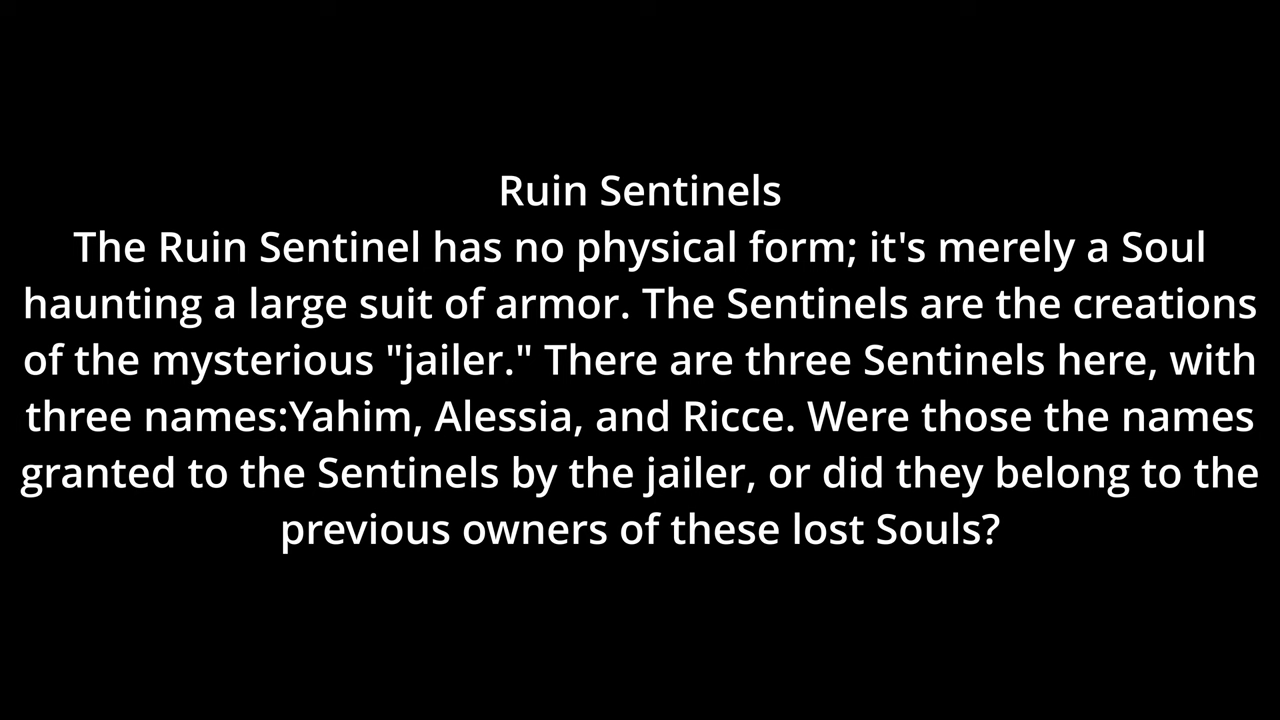 Ruin Sentinels
The Ruin Sentinel has no physical form; it's merely a Soul
haunting a large suit of armor. The Sentinels are the creations
of the mysterious "jailer." There are three Sentinels here, with
three names:Yahim, Alessia, and Ricce. Were those the names
granted to the Sentinels by the jailer, or did they belong to the
previous owners of these lost Souls?